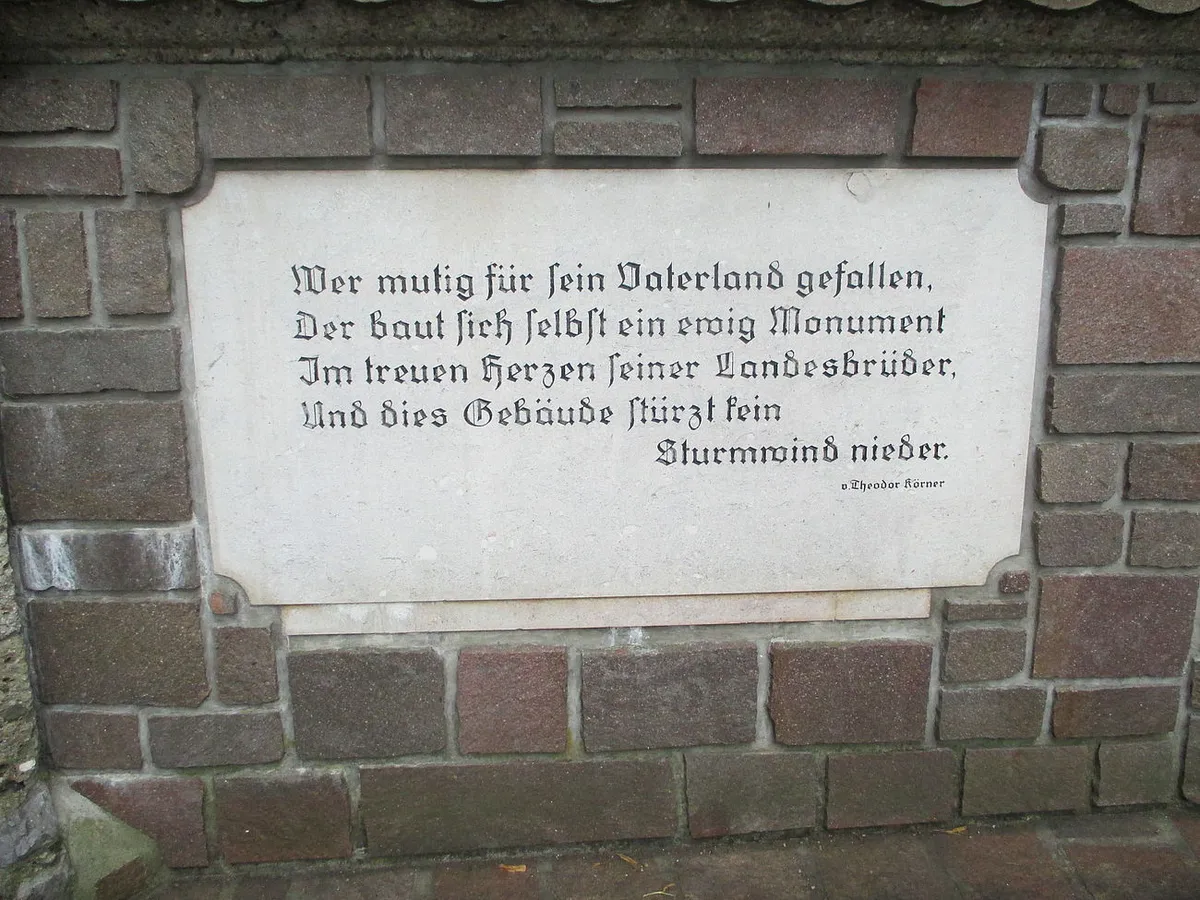 Wer mutig für sein Vaterland gefallen,
Der baut sich selbst ein ewig Monument
Im treuen Herzen seiner Landesbrüder,
Und dies Gebäude stürzt kein
Sturmwind nieder.
v. Theodor Körner